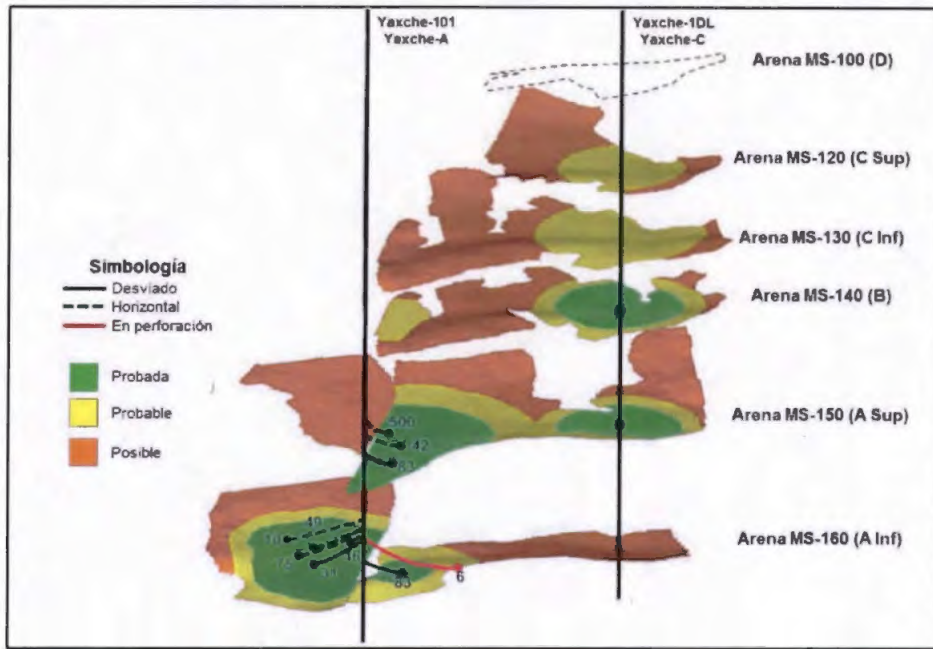 Yaxche-101
Yaxche-A
Yaxche-1DL
Yaxche-C
Arena MS-100 (D)
Arena MS-120 (C Sup)
Arena MS-130 (C Inf)
Arena MS-140 (B)
Arena MS-150 (A Sup)
Arena MS-160 (A Inf)
Simbología
Desviado
Horizontal
En perforación
Probada
Probable
Posible
500
42
83
49
16
83
6